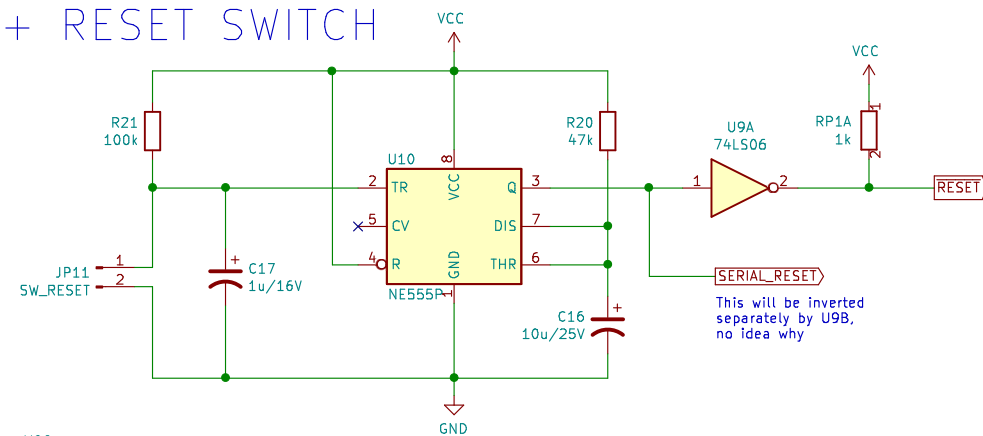 + RESET SWITCH
VCC
VCC
R21
100k
R20
47k
RP1A
1k
1
2
U9A
74LS06
1
2
RESET
U10
8
VCC
2
TR
Q
3
5
CV
DIS
7
4
R
THR
6
GND
1
NE555P
JP11
SW_RESET
1
2
C17
1u/16V
+
C16
10u/25V
+
SERIAL_RESET
This will be inverted
separately by U9B,
no idea why
GND